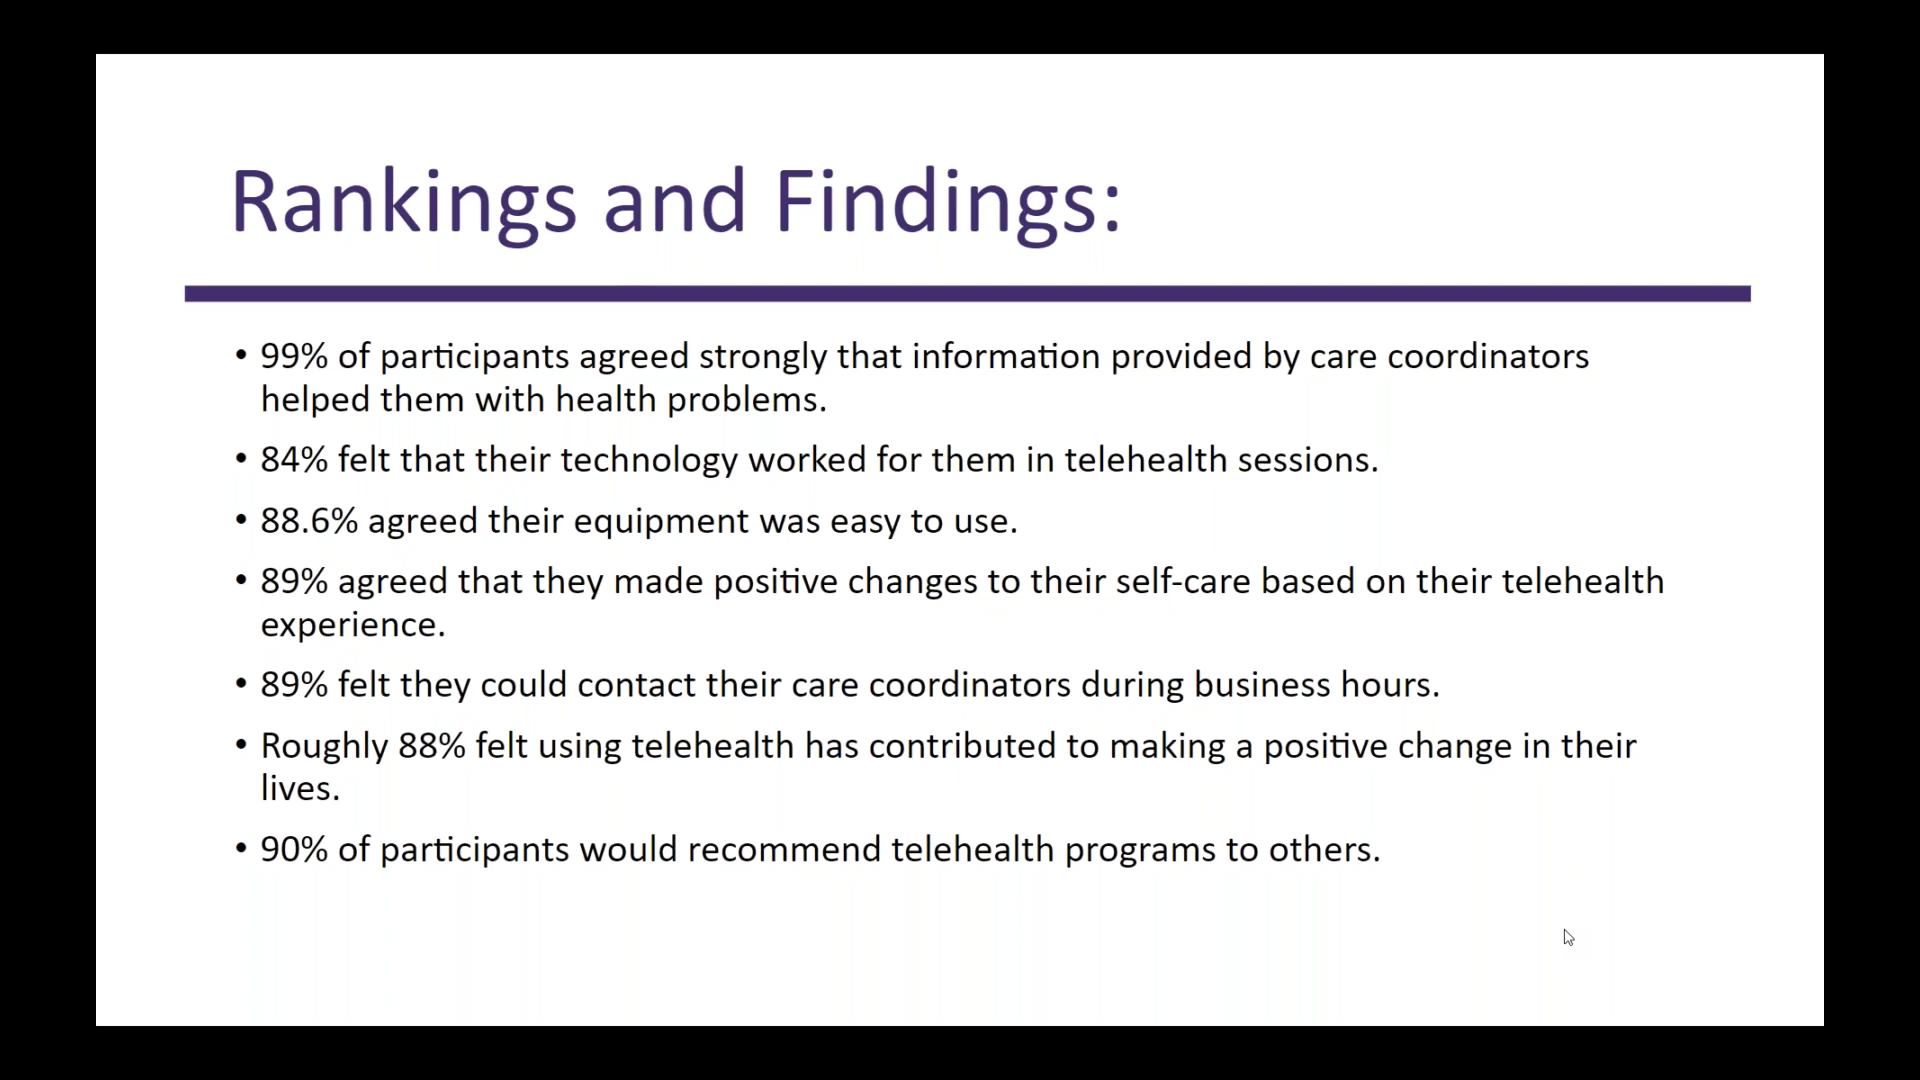 Rankings and Findings:
• 99% of participants agreed strongly that information provided by care coordinators
helped them with health problems.
• 84% felt that their technology worked for them in telehealth sessions.
• 88.6% agreed their equipment was easy to use.
• 89% agreed that they made positive changes to their self-care based on their telehealth
experience.
• 89% felt they could contact their care coordinators during business hours.
• Roughly 88% felt using telehealth has contributed to making a positive change in their
lives.
• 90% of participants would recommend telehealth programs to others.